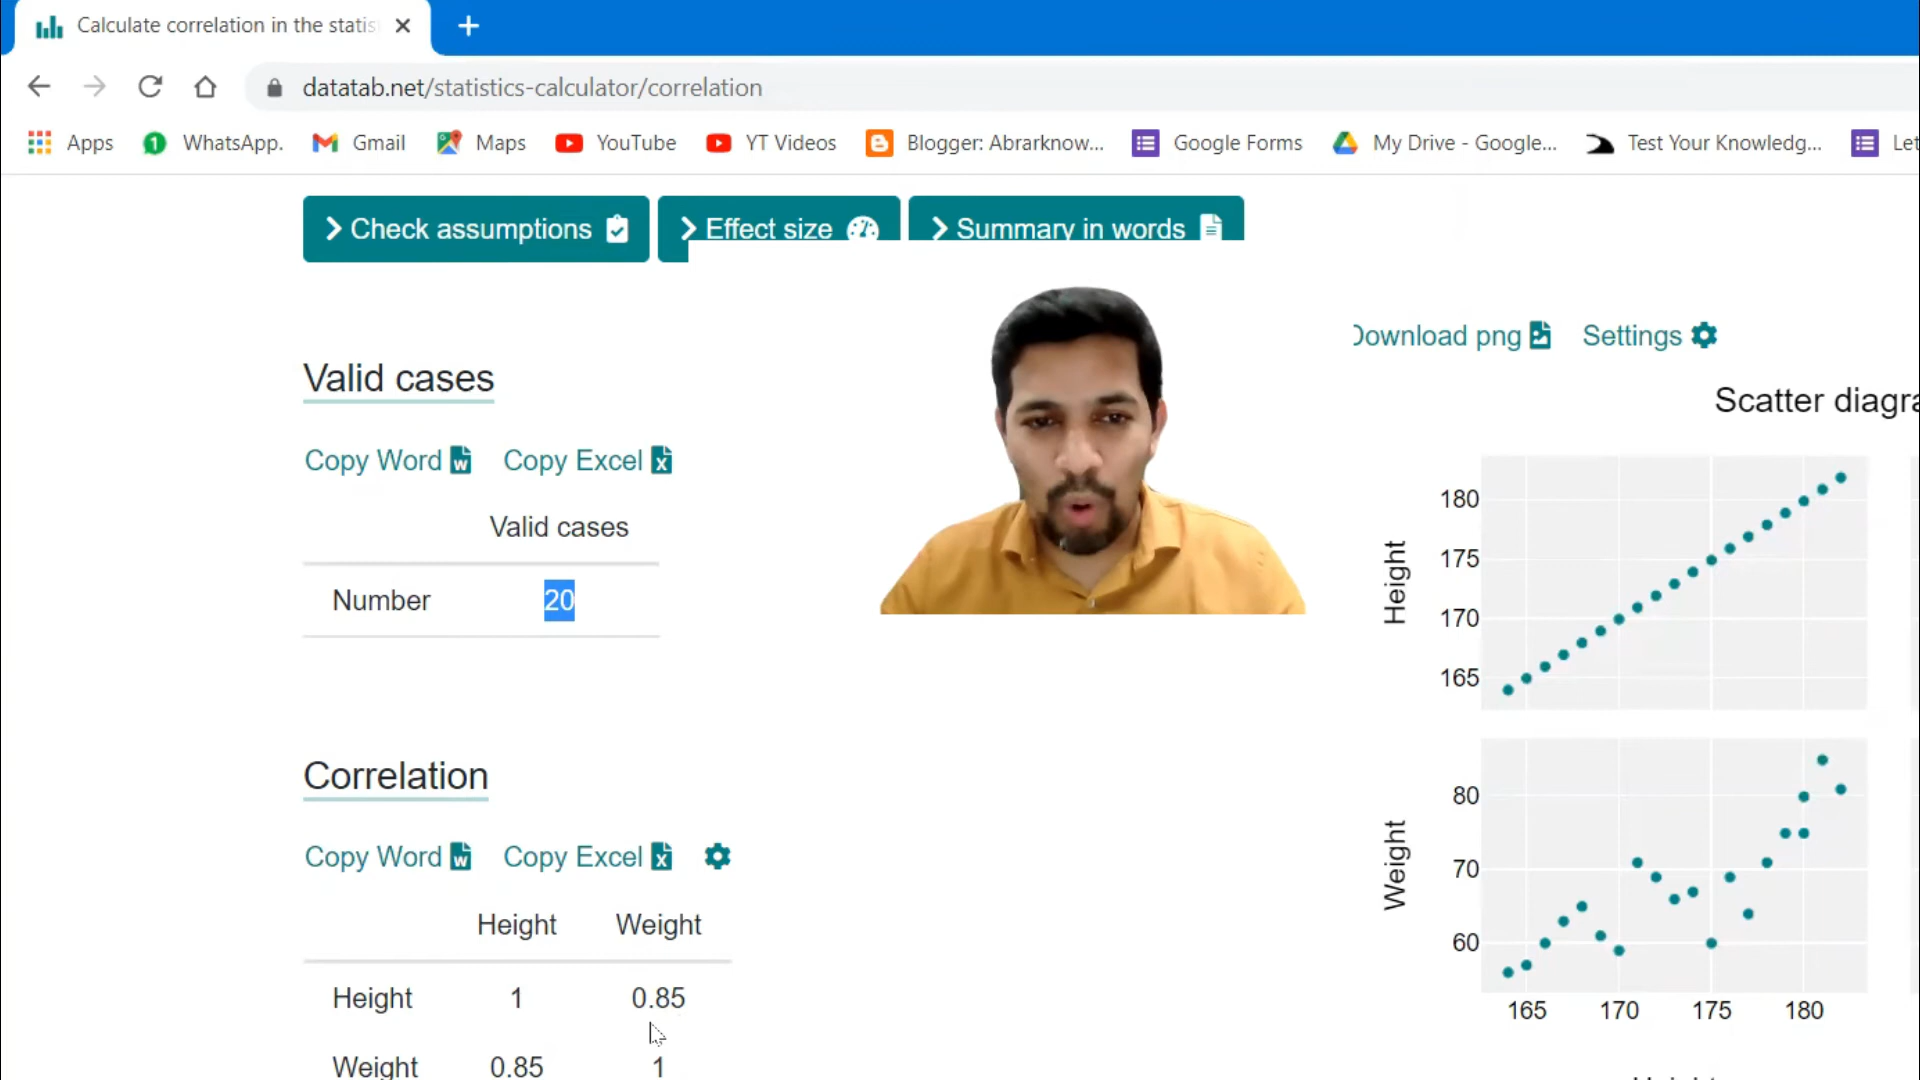 Calculate correlation in the statis
datatab.net/statistics-calculator/correlation
Apps
1 WhatsApp.
Gmail
Maps
YouTube
YT Videos
Blogger: Abrarknow...
Google Forms
My Drive - Google...
Test Your Knowledg...
Let
Check assumptions
Effect size
Summary in words
Download png
Settings
Valid cases
Scatter diagra
Copy Word
Copy Excel
Valid cases
Number 20
Height
180
175
170
165
Correlation
Copy Word
Copy Excel
Height Weight
Height 1 0.85
Weight 0.85 1
Weight
80
70
60
165 170 175 180